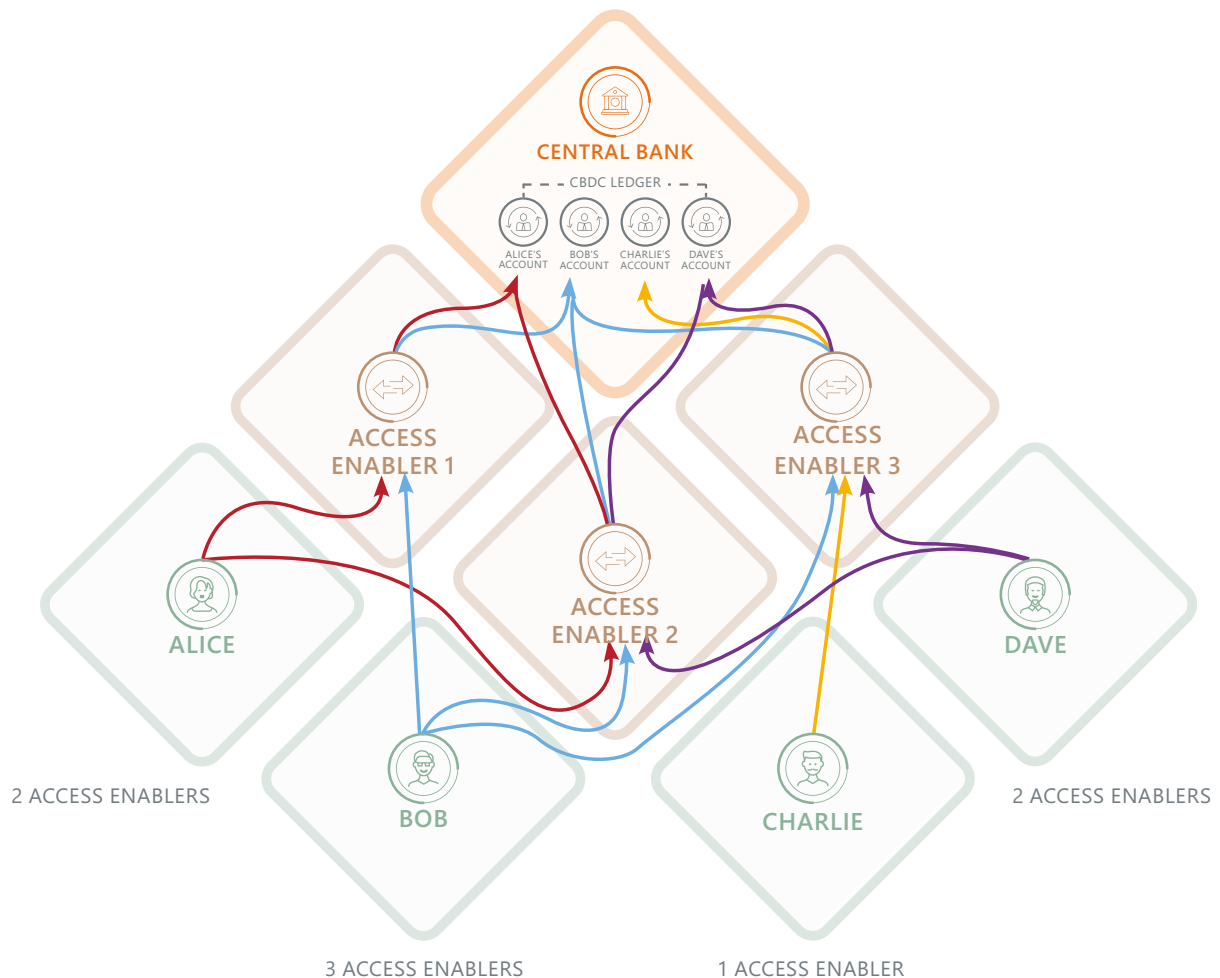 CENTRAL BANK
CBDC LEDGER
ALICE'S
ACCOUNT
BOB'S
ACCOUNT
CHARLIE'S
ACCOUNT
DAVE'S
ACCOUNT
ACCESS
ENABLER 1
ACCESS
ENABLER 3
ACCESS
ENABLER 2
ALICE
DAVE
2 ACCESS ENABLERS
BOB
CHARLIE
2 ACCESS ENABLERS
3 ACCESS ENABLERS
1 ACCESS ENABLER